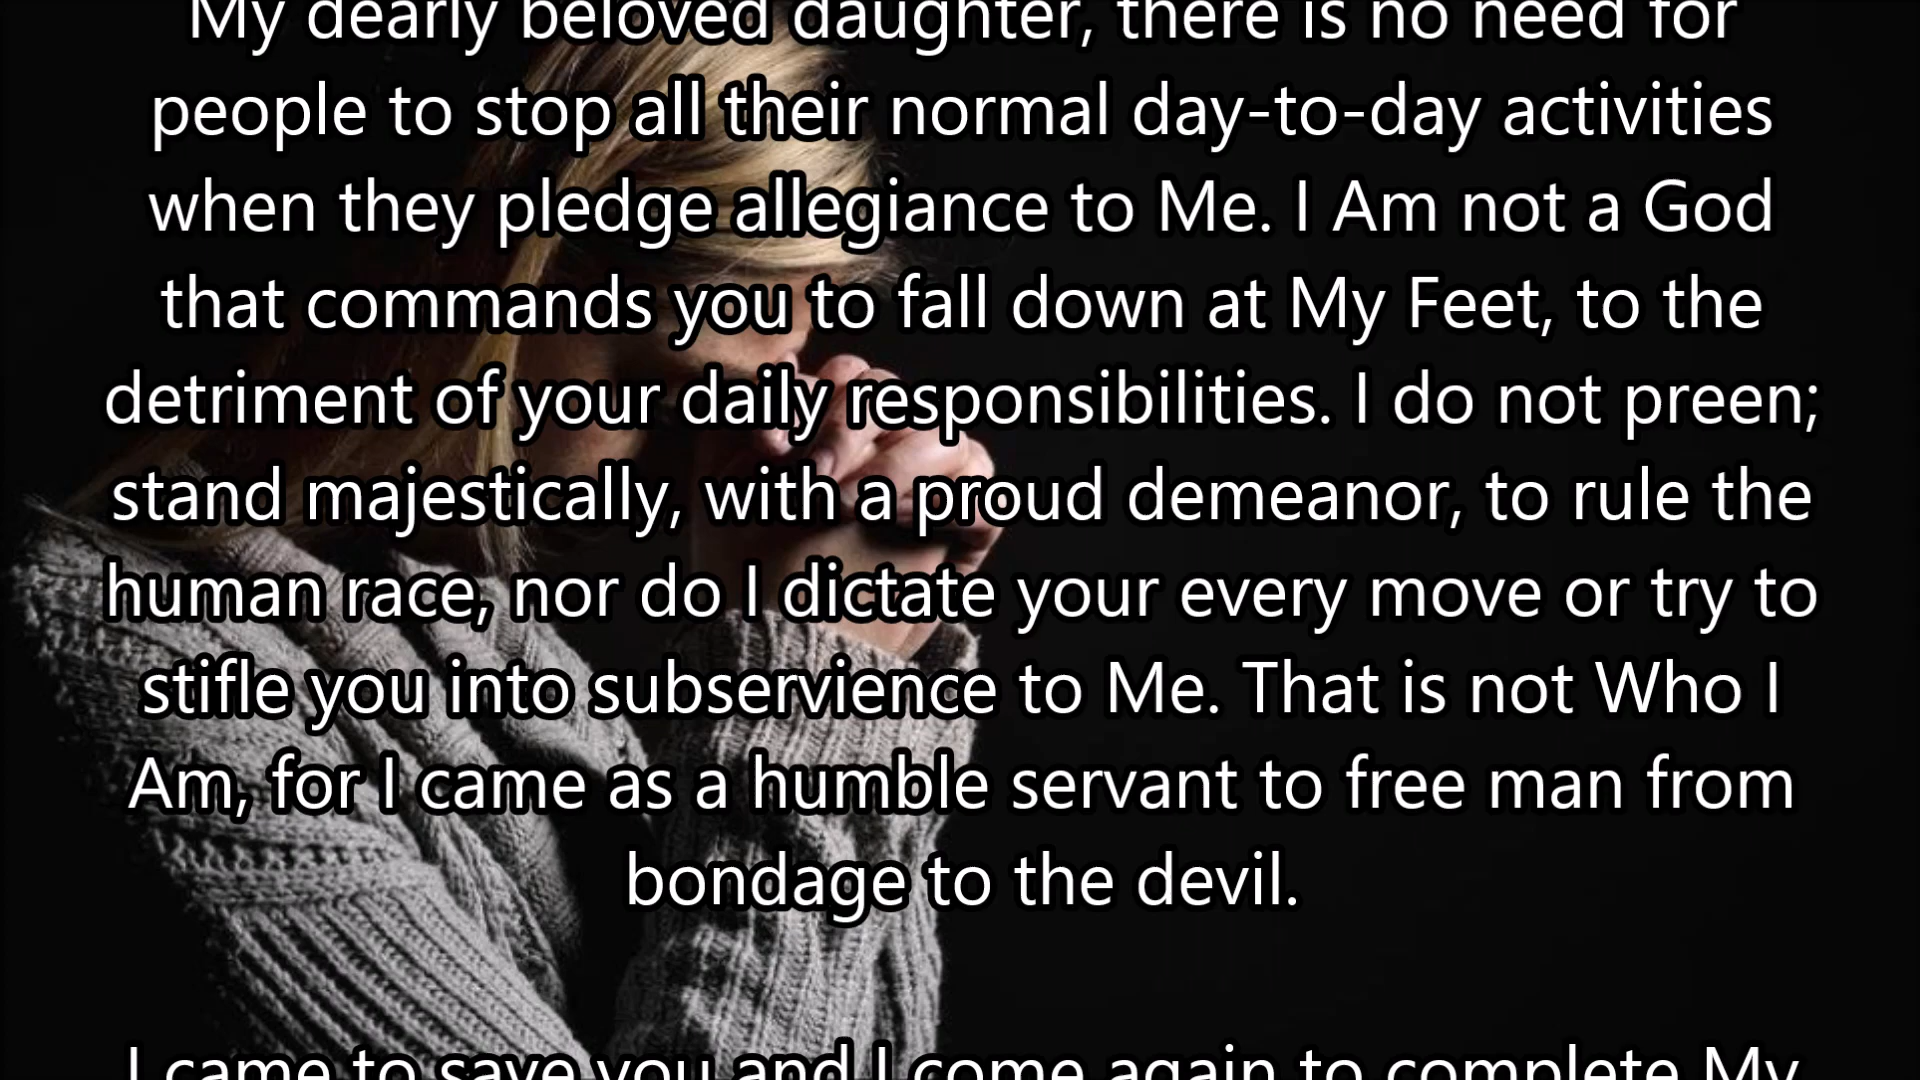 My dearly beloved daughter, there is no need for
people to stop all their normal day-to-day activities
when they pledge allegiance to Me. I Am not a God
that commands you to fall down at My Feet, to the
detriment of your daily responsibilities. I do not preen;
stand majestically, with a proud demeanor, to rule the
human race, nor do I dictate your every move or try to
stifle you into subservience to Me. That is not Who I
Am, for I came as a humble servant to free man from
bondage to the devil.
I came to save you and I come again to complete My